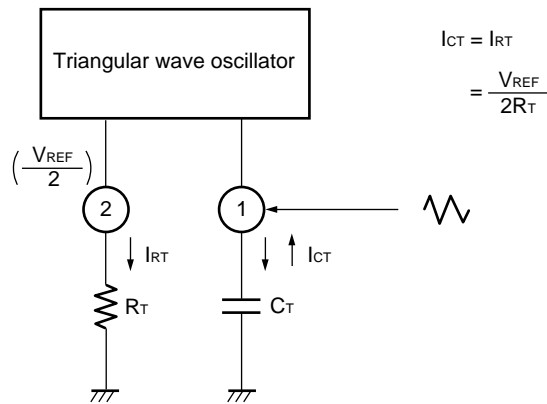 Triangular wave oscillator
ICT = IRT
= VREF
2RT
(VREF
2)
2
1
IRT
ICT
RT
CT